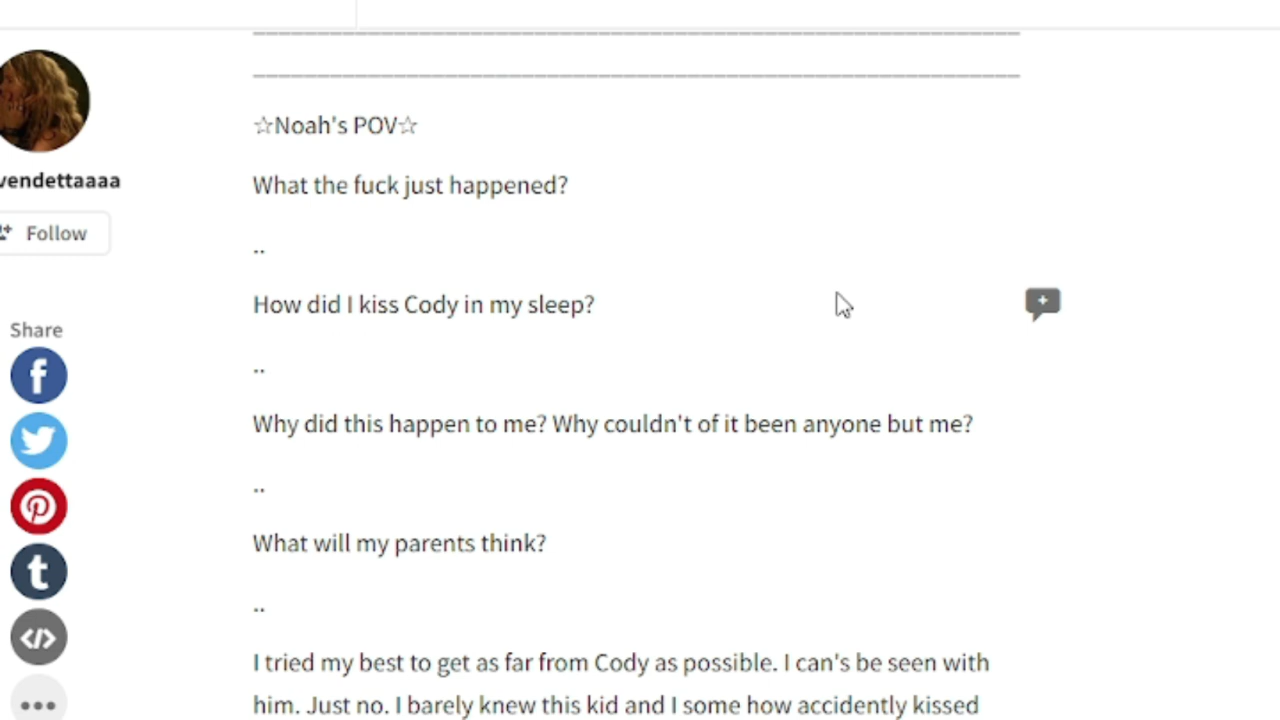 ☆Noah's POV☆
vendettaaaa
What the fuck just happened?
Follow
..
How did I kiss Cody in my sleep?
Share
..
Why did this happen to me? Why couldn't of it been anyone but me?
..
What will my parents think?
..
I tried my best to get as far from Cody as possible. I can's be seen with
him. Just no. I barely knew this kid and I some how accidently kissed